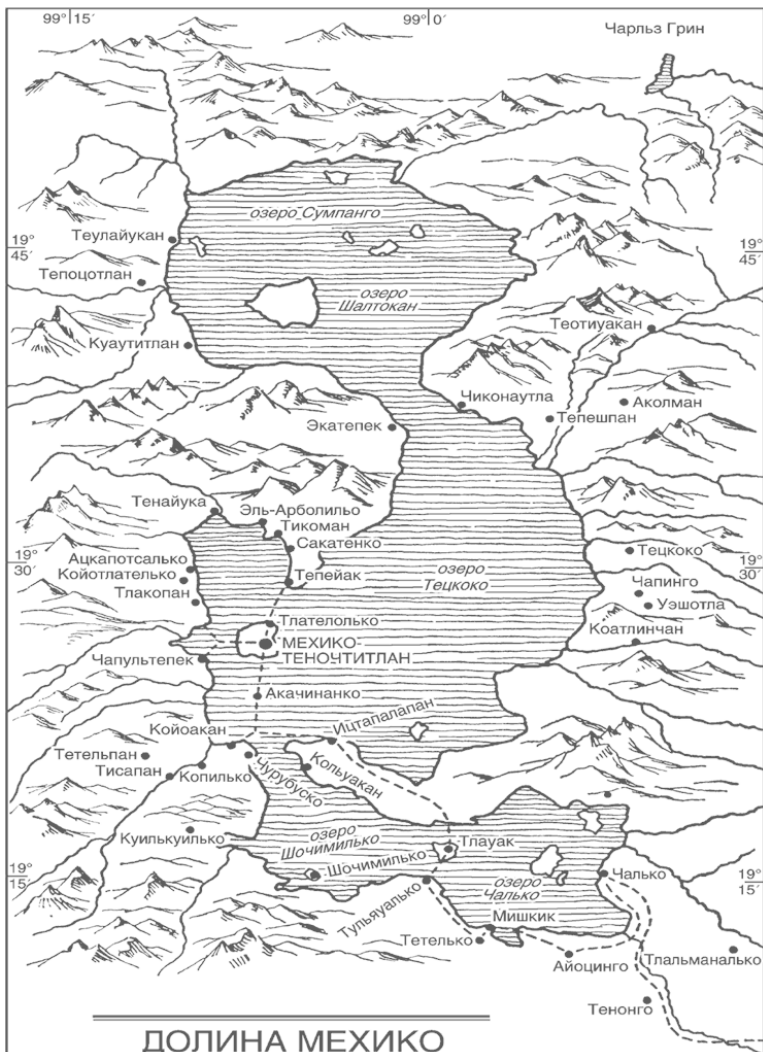 99° 15′
99° 0′
Чарльз Грин
озеро Сумпанго
Теулайукан
19° 45′
19° 45′
Тепоцотлан
озеро Шалтокан
Теотиуакан
Куаутитлан
Чиконаутла
Аколман
Тепешпан
Экатепек
Тенайука
Эль-Арболильо
Тикоман
Сакатенко
Ацкапотсалько
19° 30′
Койотлателько
Тлакопан
Тепейак
озеро Тецкоко
Тецкоко
19° 30′
Чапинго
Уэшотла
Коатлинчан
Тлателолько
МЕХИКО-
ТЕНОЧТИТЛАН
Чапультепек
Акачинанко
Койоакан
Ицтапалапан
Тетельпан
Тисапан
Копилько
Чурубуско
Кольуакан
Куилькуилько
озеро Шочимилько
Тлауак
19° 15′
Шочимилько
озеро Чалько
Чалько
19° 15′
Тульяуалько
Мишкик
Тетелько
Айоцинго
Тлальманалько
Тенонго
ДОЛИНА МЕХИКО